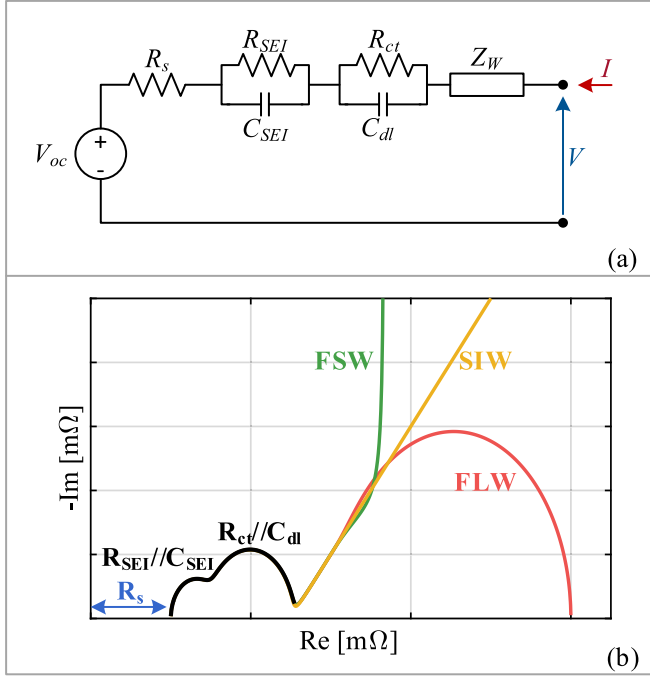 R_s
R_SEI
R_ct
Z_W
I
C_SEI
C_dl
V_oc
+
-
V
(a)
FSW
SIW
FLW
-Im [mΩ]
R_ct//C_dl
R_SEI//C_SEI
R_s
Re [mΩ]
(b)